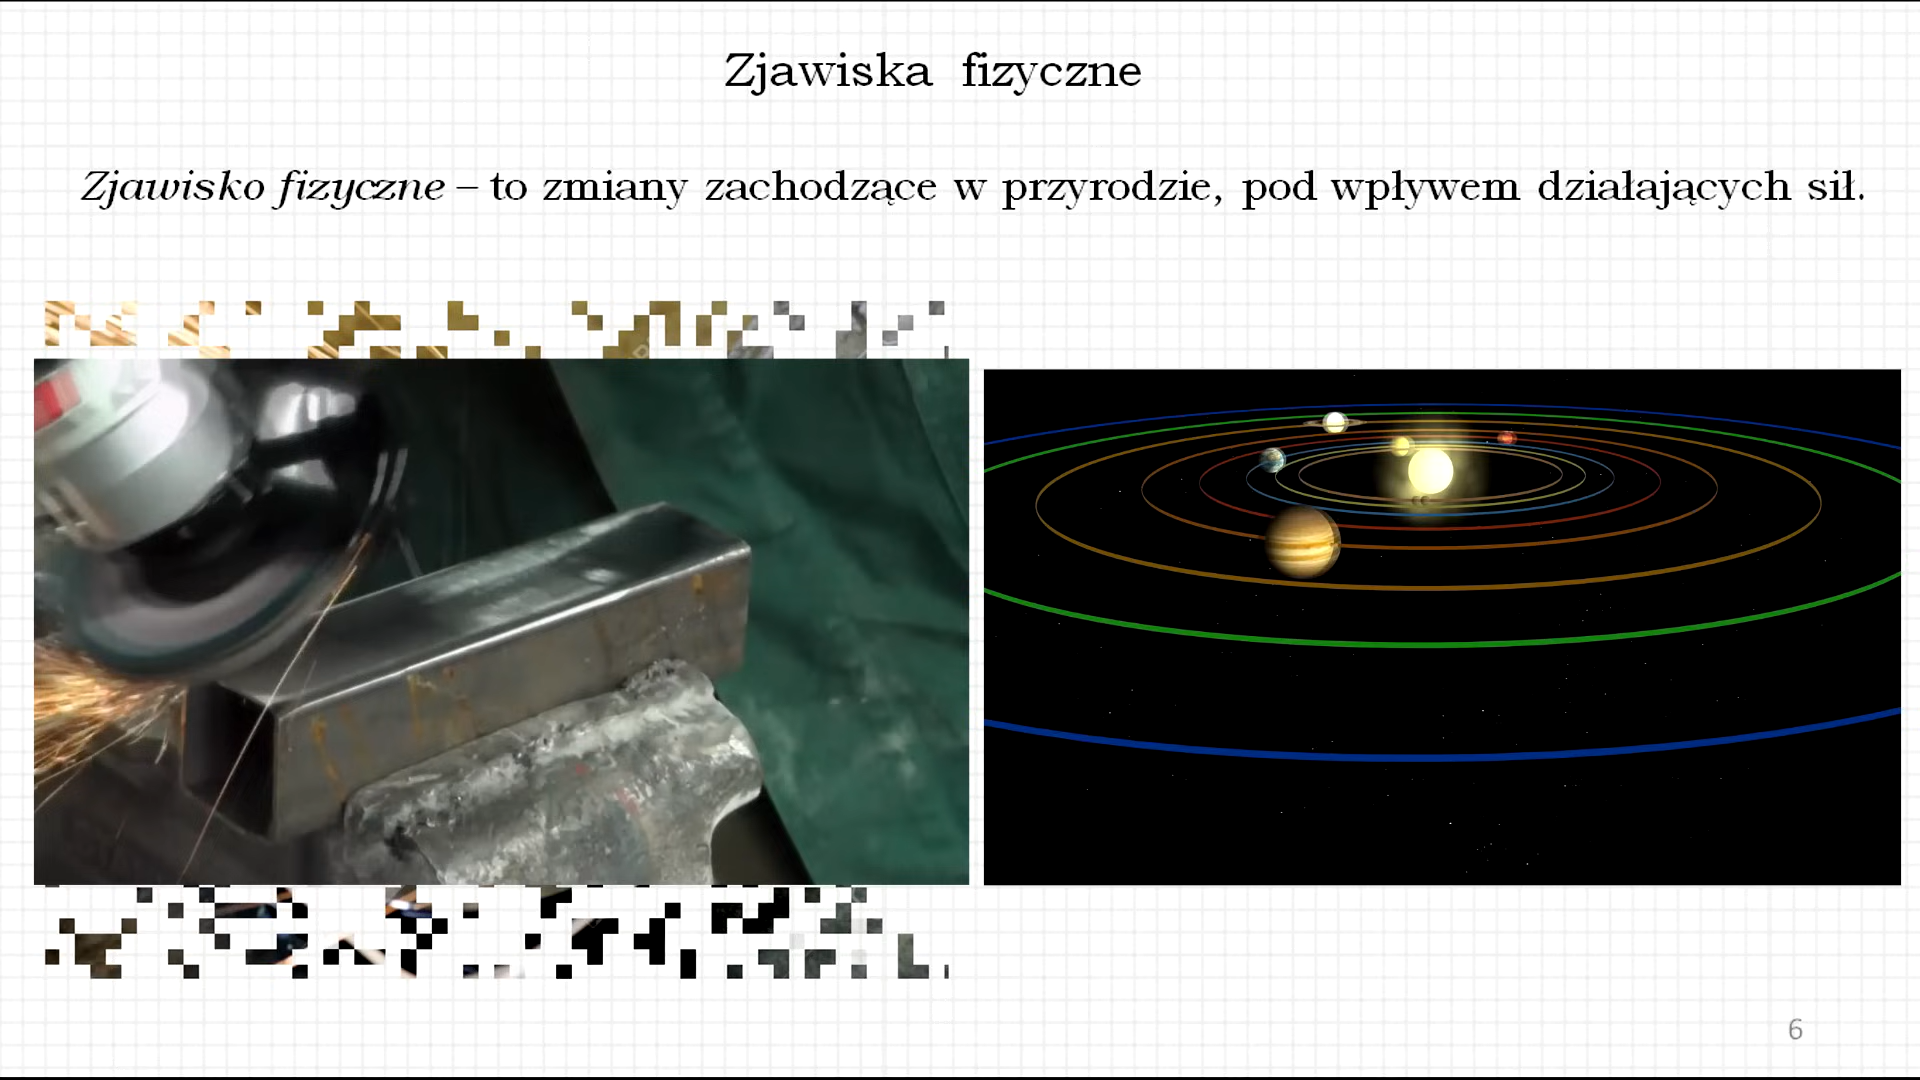 Zjawiska fizyczne
Zjawisko fizyczne – to zmiany zachodzące w przyrodzie, pod wpływem działających sił.
6